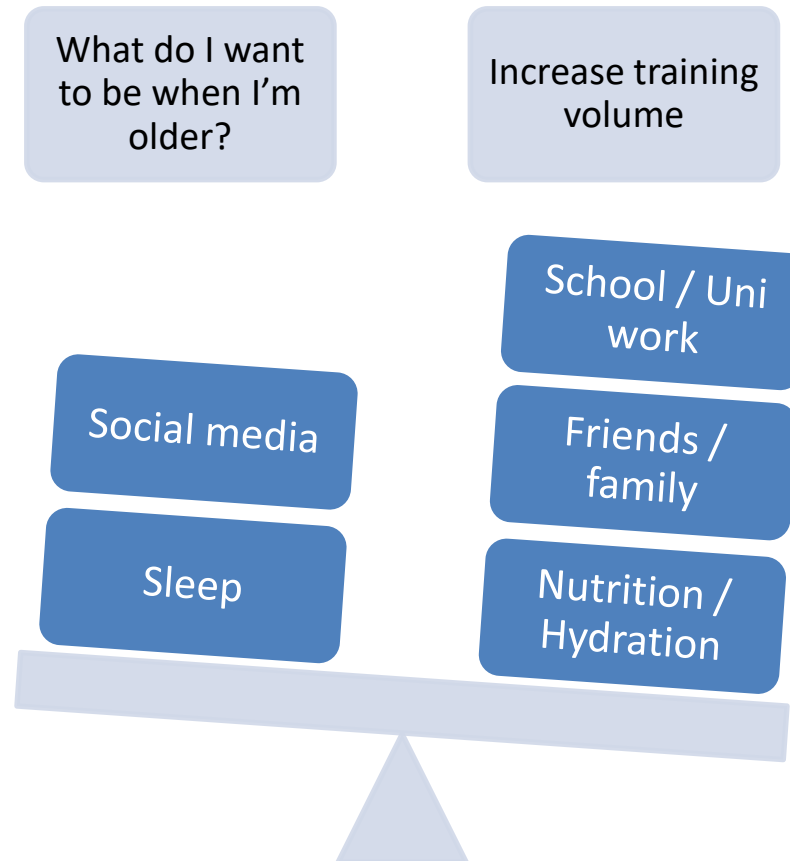 What do I want
to be when I’m
older?
Increase training
volume
School / Uni
work
Social media
Friends /
family
Sleep
Nutrition /
Hydration